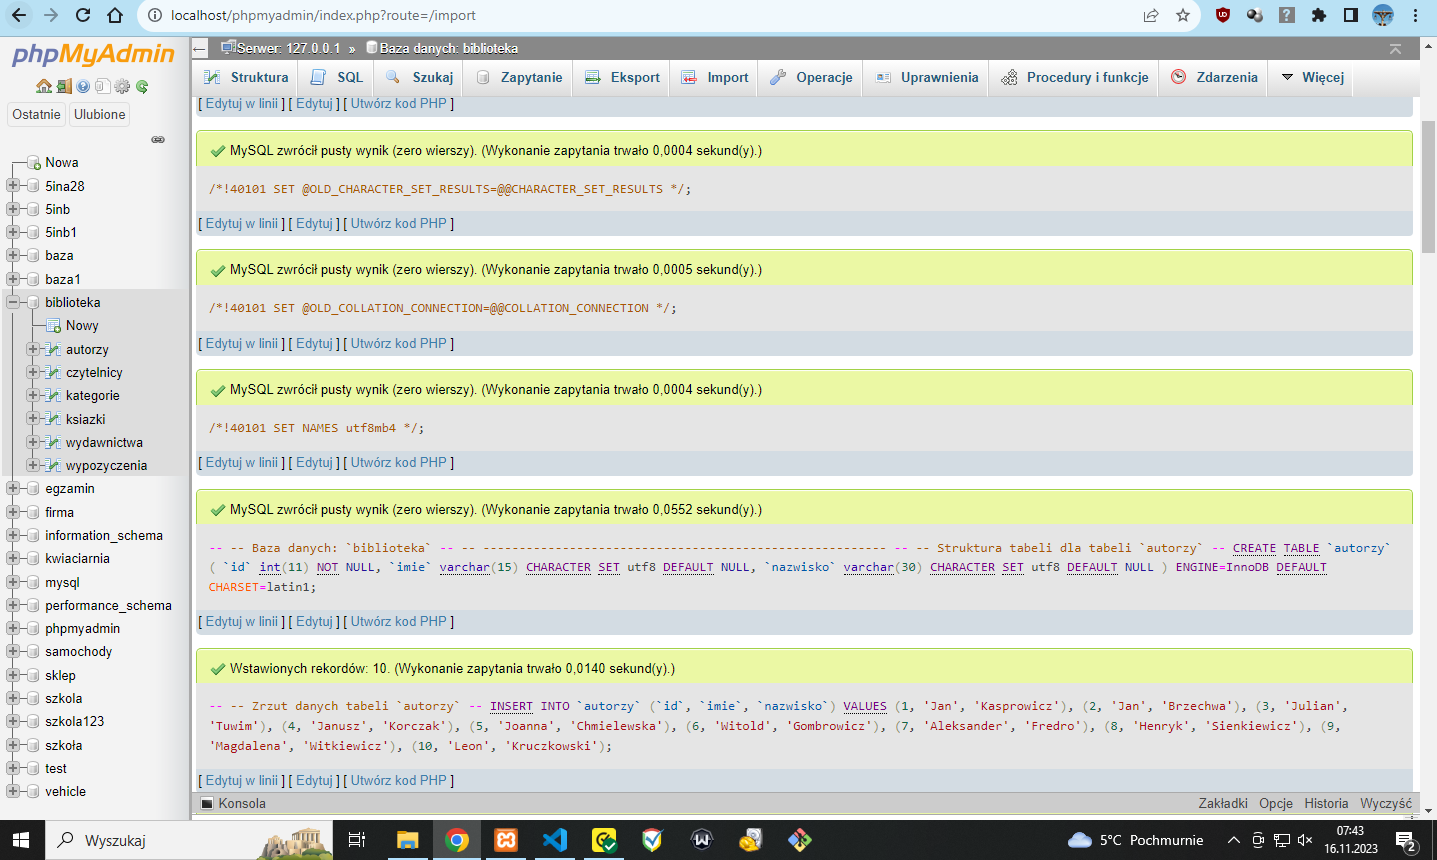 localhost/phpmyadmin/index.php?route=/import
phpMyAdmin
Ostatnie Ulubione
Nowa
5ina28
5inb
5inb1
baza
baza1
biblioteka
Nowy
autorzy
czytelnicy
kategorie
ksiazki
wydawnictwa
wypozyczenia
egzamin
firma
information_schema
kwiaciarnia
mysql
performance_schema
phpmyadmin
samochody
sklep
szkola
szkola123
szkoła
test
vehicle
Serwer: 127.0.0.1 » Baza danych: biblioteka
Struktura SQL Szukaj Zapytanie Eksport Import Operacje Uprawnienia Procedury i funkcje Zdarzenia Więcej
[ Edytuj w linii ] [ Edytuj ] [ Utwórz kod PHP ]
MySQL zwrócił pusty wynik (zero wierszy). (Wykonanie zapytania trwało 0,0004 sekund(y).)
/*!40101 SET @OLD_CHARACTER_SET_RESULTS=@@CHARACTER_SET_RESULTS */;
[ Edytuj w linii ] [ Edytuj ] [ Utwórz kod PHP ]
MySQL zwrócił pusty wynik (zero wierszy). (Wykonanie zapytania trwało 0,0005 sekund(y).)
/*!40101 SET @OLD_COLLATION_CONNECTION=@@COLLATION_CONNECTION */;
[ Edytuj w linii ] [ Edytuj ] [ Utwórz kod PHP ]
MySQL zwrócił pusty wynik (zero wierszy). (Wykonanie zapytania trwało 0,0004 sekund(y).)
/*!40101 SET NAMES utf8mb4 */;
[ Edytuj w linii ] [ Edytuj ] [ Utwórz kod PHP ]
MySQL zwrócił pusty wynik (zero wierszy). (Wykonanie zapytania trwało 0,0552 sekund(y).)
-- -- Baza danych: `biblioteka` -- -- -------------------------------------------------------- -- -- Struktura tabeli dla tabeli `autorzy` -- CREATE TABLE `autorzy`
( `id` int(11) NOT NULL, `imie` varchar(15) CHARACTER SET utf8 DEFAULT NULL, `nazwisko` varchar(30) CHARACTER SET utf8 DEFAULT NULL ) ENGINE=InnoDB DEFAULT
CHARSET=latin1;
[ Edytuj w linii ] [ Edytuj ] [ Utwórz kod PHP ]
Wstawionych rekordów: 10. (Wykonanie zapytania trwało 0,0140 sekund(y).)
-- -- Zrzut danych tabeli `autorzy` -- INSERT INTO `autorzy` (`id`, `imie`, `nazwisko`) VALUES (1, 'Jan', 'Kasprowicz'), (2, 'Jan', 'Brzechwa'), (3, 'Julian',
'Tuwim'), (4, 'Janusz', 'Korczak'), (5, 'Joanna', 'Chmielewska'), (6, 'Witold', 'Gombrowicz'), (7, 'Aleksander', 'Fredro'), (8, 'Henryk', 'Sienkiewicz'), (9,
'Magdalena', 'Witkiewicz'), (10, 'Leon', 'Kruczkowski');
[ Edytuj w linii ] [ Edytuj ] [ Utwórz kod PHP ]
Konsola Zakładki Opcje Historia Wyczyść
Wyszukaj
5°C Pochmurnie
07:43
16.11.2023
2